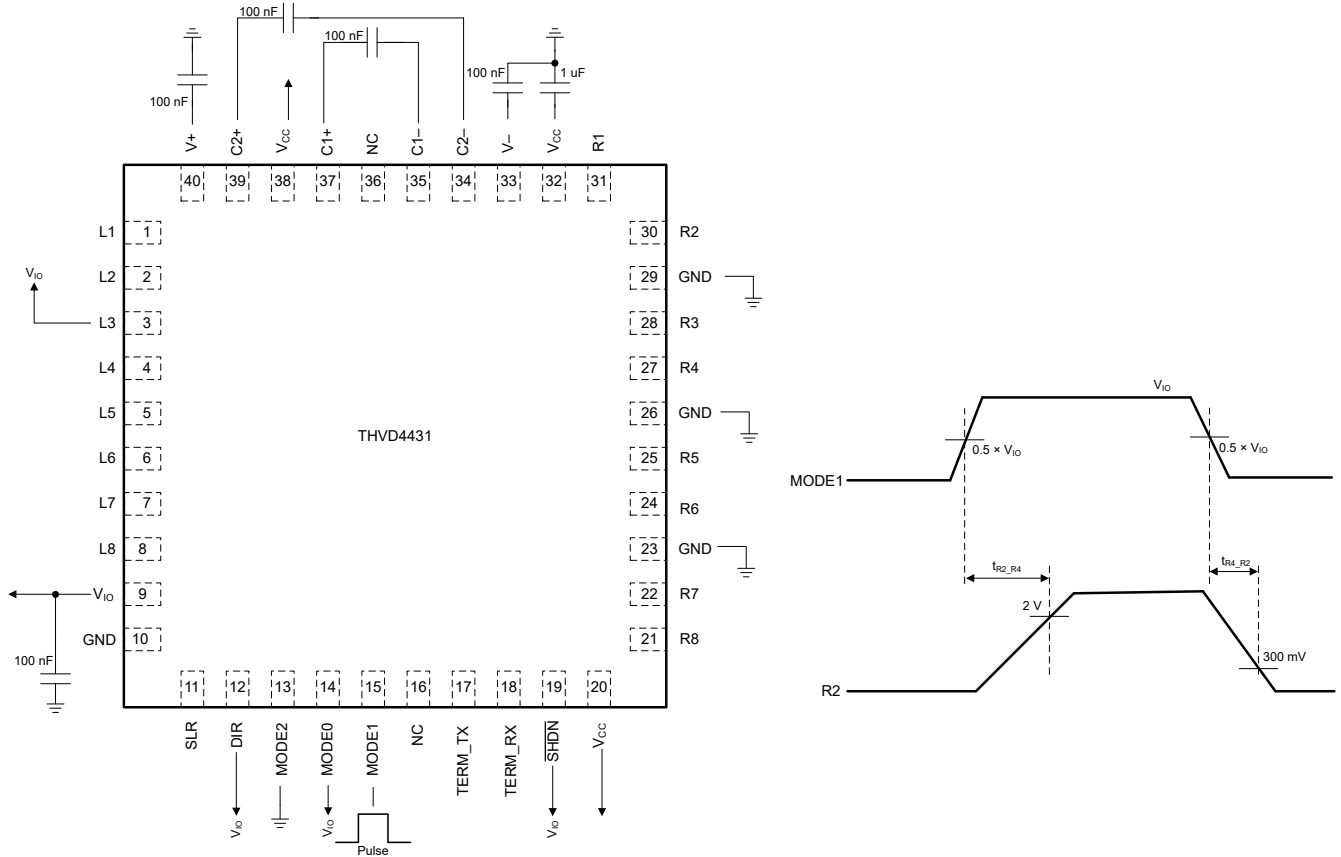 100 nF
100 nF
100 nF
100 nF
1 uF
V+
C2+
VCC
C1+
NC
C1–
C2–
V–
VCC
R1
40
39
38
37
36
35
34
33
32
31
L1
1
30
R2
L2
2
29
GND
VIO
L3
3
28
R3
L4
4
27
R4
L5
5
26
GND
THVD4431
L6
6
25
R5
L7
7
24
R6
L8
8
23
GND
VIO
9
22
R7
GND
10
21
R8
100 nF
11
12
13
14
15
16
17
18
19
20
SLR
DIR
MODE2
MODE0
MODE1
NC
TERM_TX
TERM_RX
SHDN
VCC
VIO
VIO
Pulse
VIO
VIO
0.5 × VIO
0.5 × VIO
MODE1
tR2_R4
tR4_R2
2 V
300 mV
R2